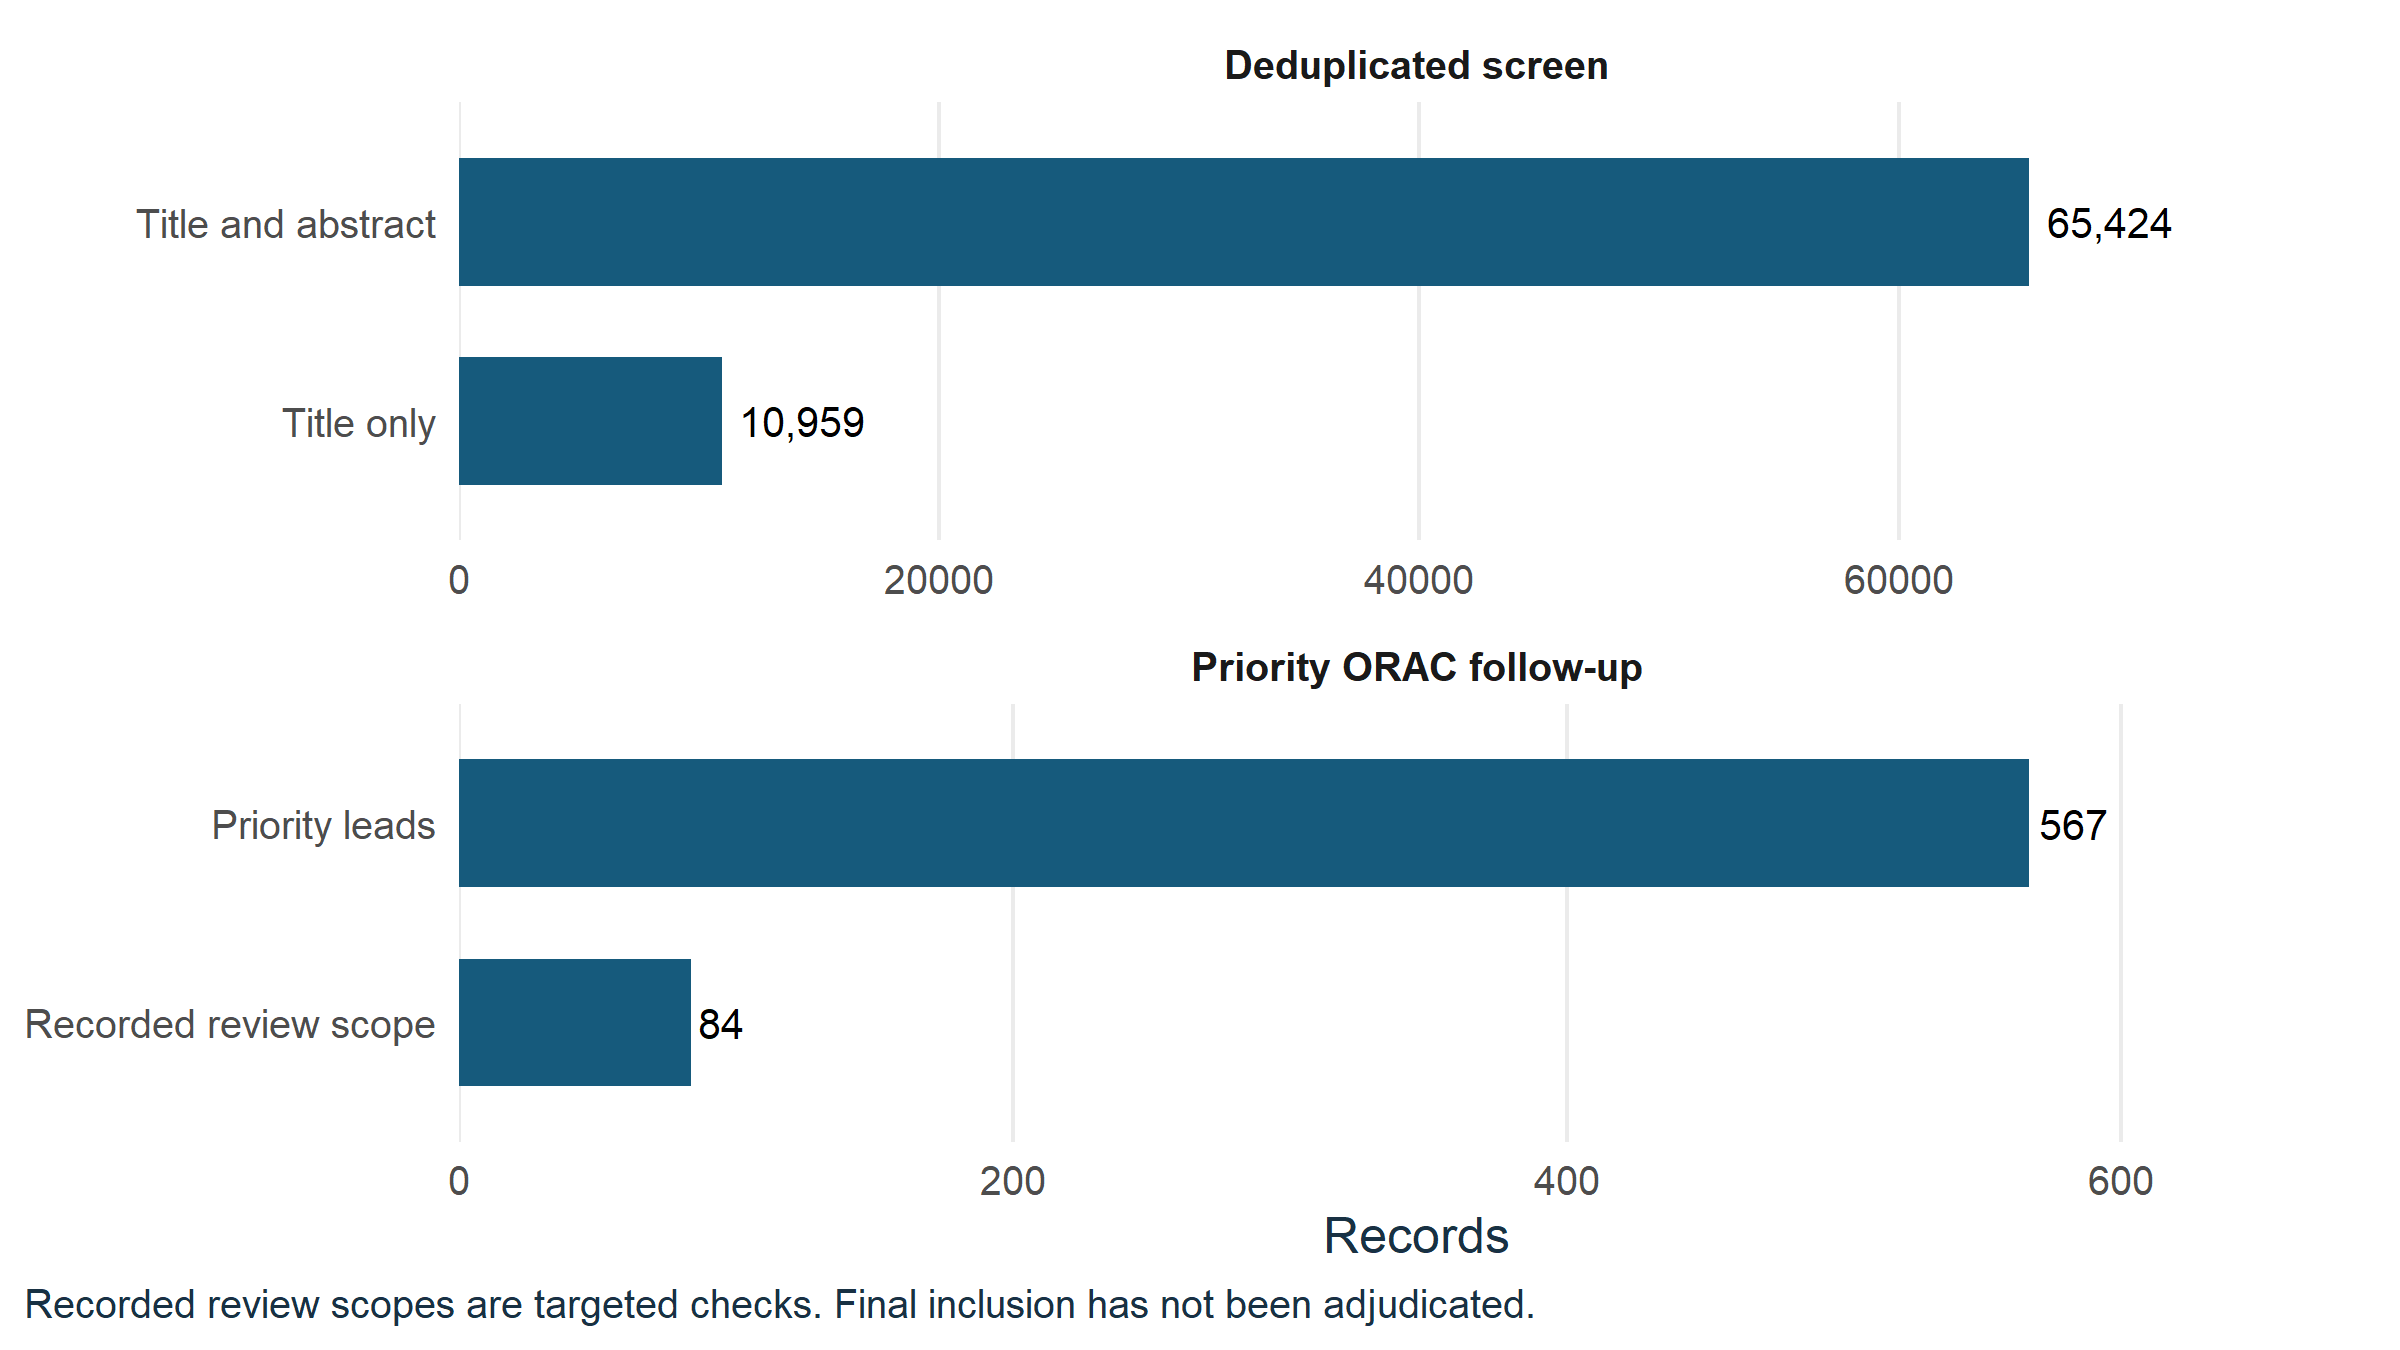 Deduplicated screen
Title and abstract
65,424
Title only
10,959
0 20000 40000 60000
Priority ORAC follow-up
Priority leads
567
Recorded review scope
84
0 200 400 600
Records
Recorded review scopes are targeted checks. Final inclusion has not been adjudicated.